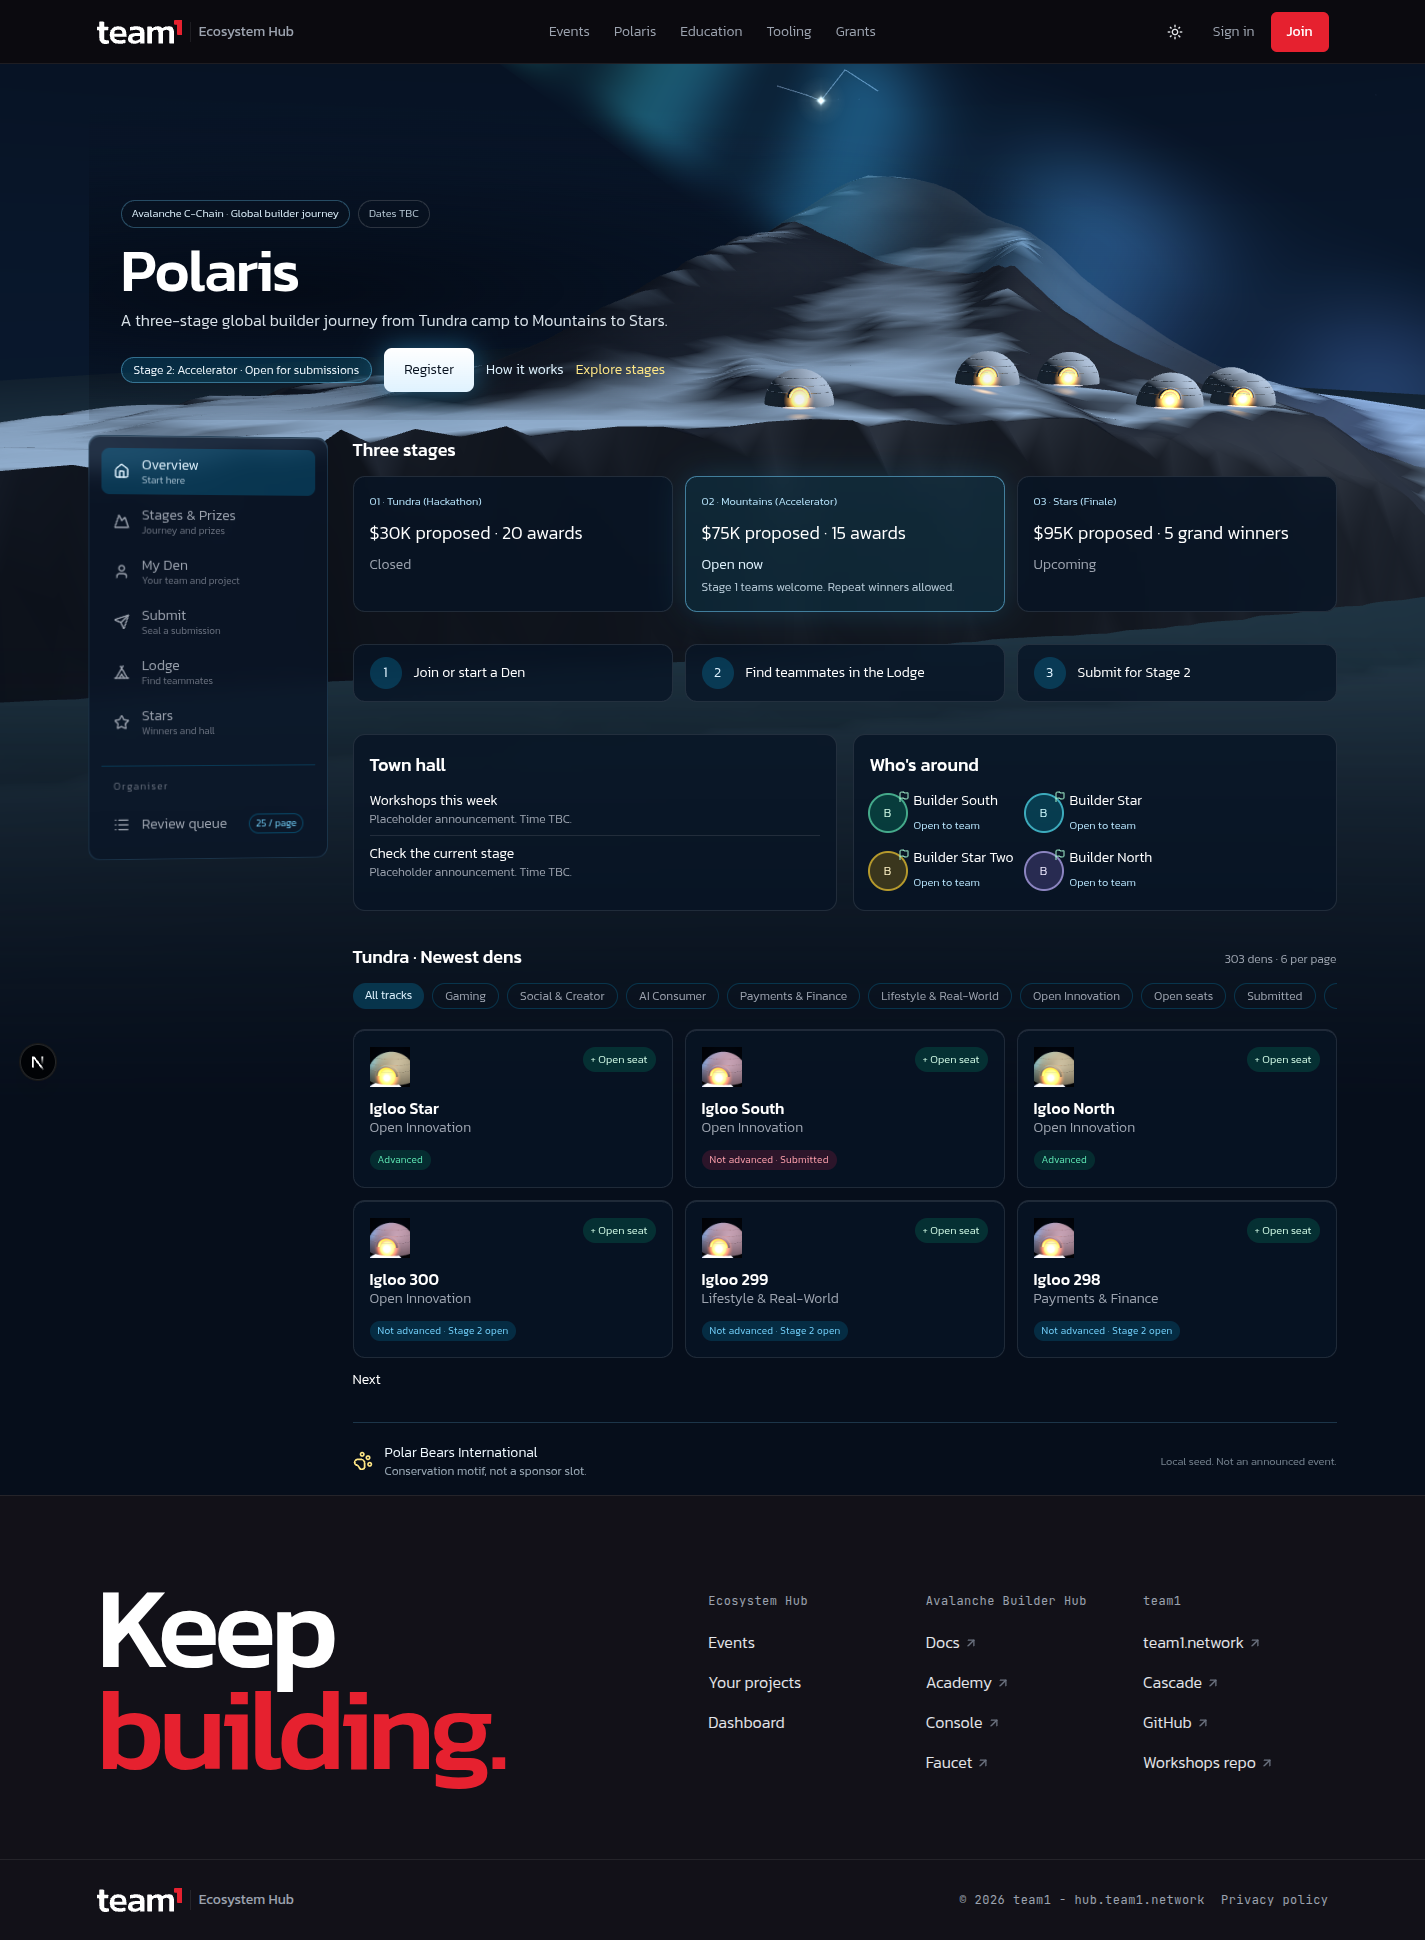 team1 Ecosystem Hub
Events Polaris Education Tooling Grants
Sign in Join
Avalanche C-Chain · Global builder journey Dates TBC
Polaris
A three-stage global builder journey from Tundra camp to Mountains to Stars.
Stage 2: Accelerator · Open for submissions Register How it works Explore stages
Overview
Start here
Stages & Prizes
Journey and prizes
My Den
Your team and project
Submit
Seal a submission
Lodge
Find teammates
Stars
Winners and hall
Organiser
Review queue 25 / page
Three stages
01 · Tundra (Hackathon)
$30K proposed · 20 awards
Closed
02 · Mountains (Accelerator)
$75K proposed · 15 awards
Open now
Stage 1 teams welcome. Repeat winners allowed.
03 · Stars (Finale)
$95K proposed · 5 grand winners
Upcoming
1 Join or start a Den
2 Find teammates in the Lodge
3 Submit for Stage 2
Town hall
Workshops this week
Placeholder announcement. Time TBC.
Check the current stage
Placeholder announcement. Time TBC.
Who's around
B Builder South
Open to team
B Builder Star
Open to team
B Builder Star Two
Open to team
B Builder North
Open to team
Tundra · Newest dens
303 dens · 6 per page
All tracks Gaming Social & Creator AI Consumer Payments & Finance Lifestyle & Real-World Open Innovation Open seats Submitted
+ Open seat
Igloo Star
Open Innovation
Advanced
+ Open seat
Igloo South
Open Innovation
Not advanced · Submitted
+ Open seat
Igloo North
Open Innovation
Advanced
+ Open seat
Igloo 300
Open Innovation
Not advanced · Stage 2 open
+ Open seat
Igloo 299
Lifestyle & Real-World
Not advanced · Stage 2 open
+ Open seat
Igloo 298
Payments & Finance
Not advanced · Stage 2 open
Next
Polar Bears International
Conservation motif, not a sponsor slot.
Local seed. Not an announced event.
N
Keep
building.
Ecosystem Hub
Events
Your projects
Dashboard
Avalanche Builder Hub
Docs ↗
Academy ↗
Console ↗
Faucet ↗
team1
team1.network ↗
Cascade ↗
GitHub ↗
Workshops repo ↗
team1 Ecosystem Hub
© 2026 team1 - hub.team1.network Privacy policy